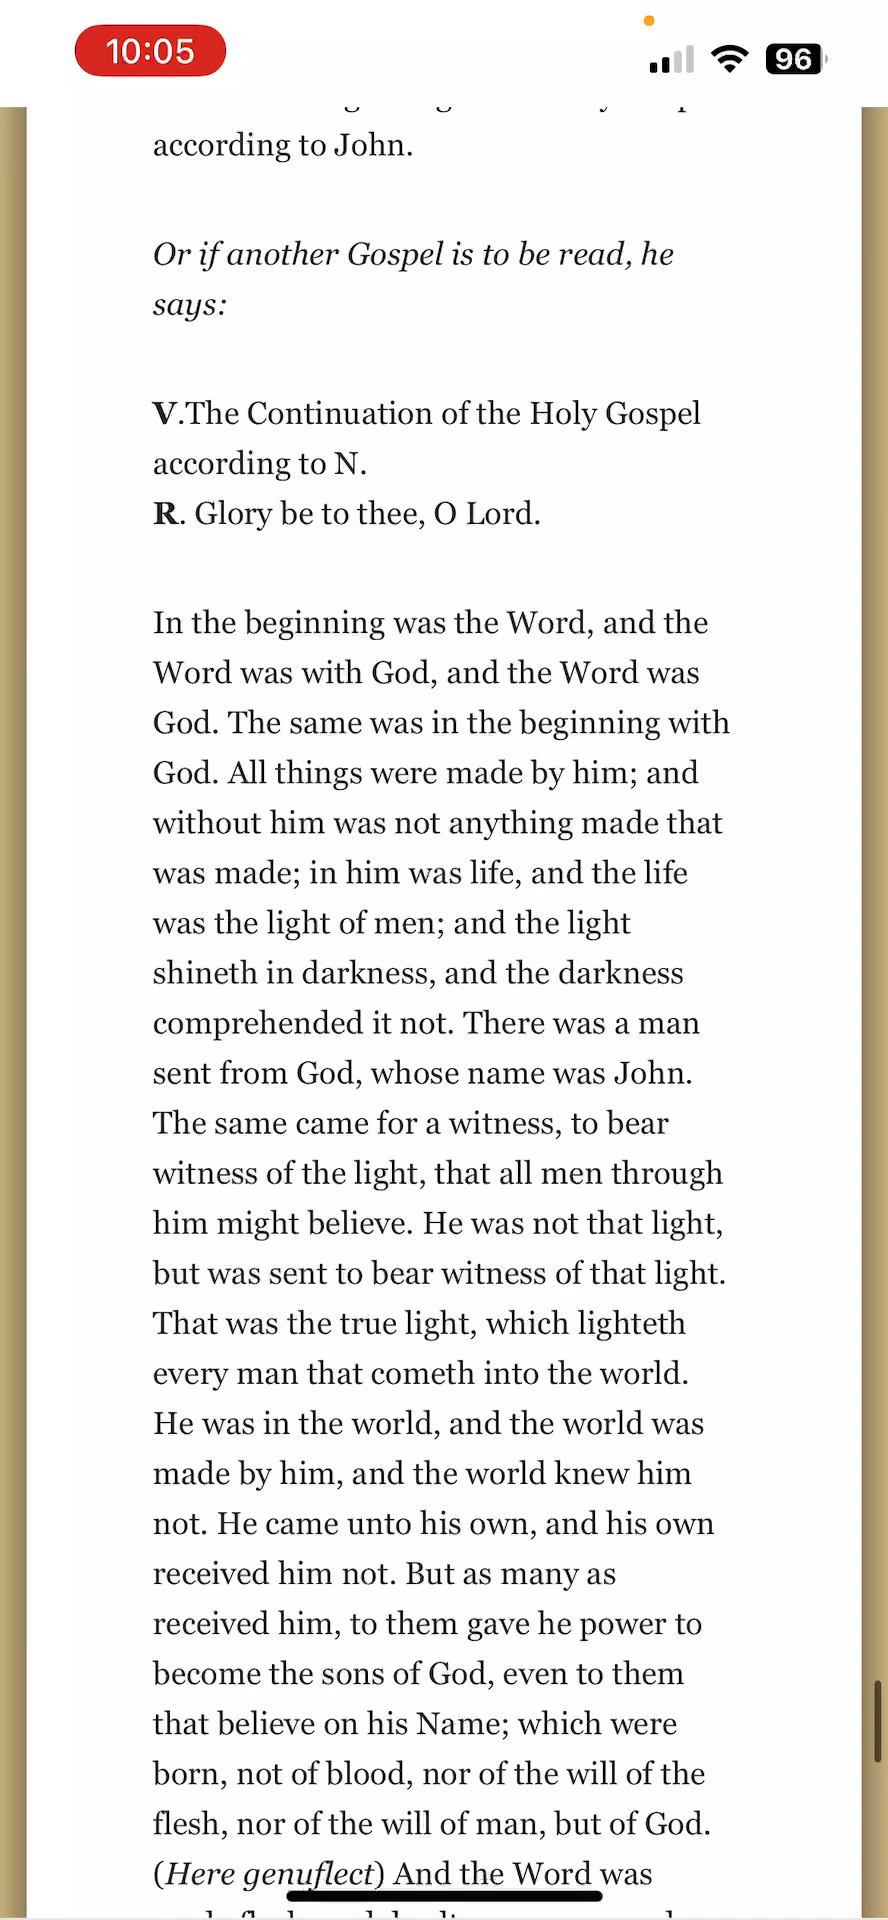 10:05
96
according to John.
Or if another Gospel is to be read, he
says:
V.The Continuation of the Holy Gospel
according to N.
R. Glory be to thee, O Lord.
In the beginning was the Word, and the
Word was with God, and the Word was
God. The same was in the beginning with
God. All things were made by him; and
without him was not anything made that
was made; in him was life, and the life
was the light of men; and the light
shineth in darkness, and the darkness
comprehended it not. There was a man
sent from God, whose name was John.
The same came for a witness, to bear
witness of the light, that all men through
him might believe. He was not that light,
but was sent to bear witness of that light.
That was the true light, which lighteth
every man that cometh into the world.
He was in the world, and the world was
made by him, and the world knew him
not. He came unto his own, and his own
received him not. But as many as
received him, to them gave he power to
become the sons of God, even to them
that believe on his Name; which were
born, not of blood, nor of the will of the
flesh, nor of the will of man, but of God.
(Here genuflect) And the Word was